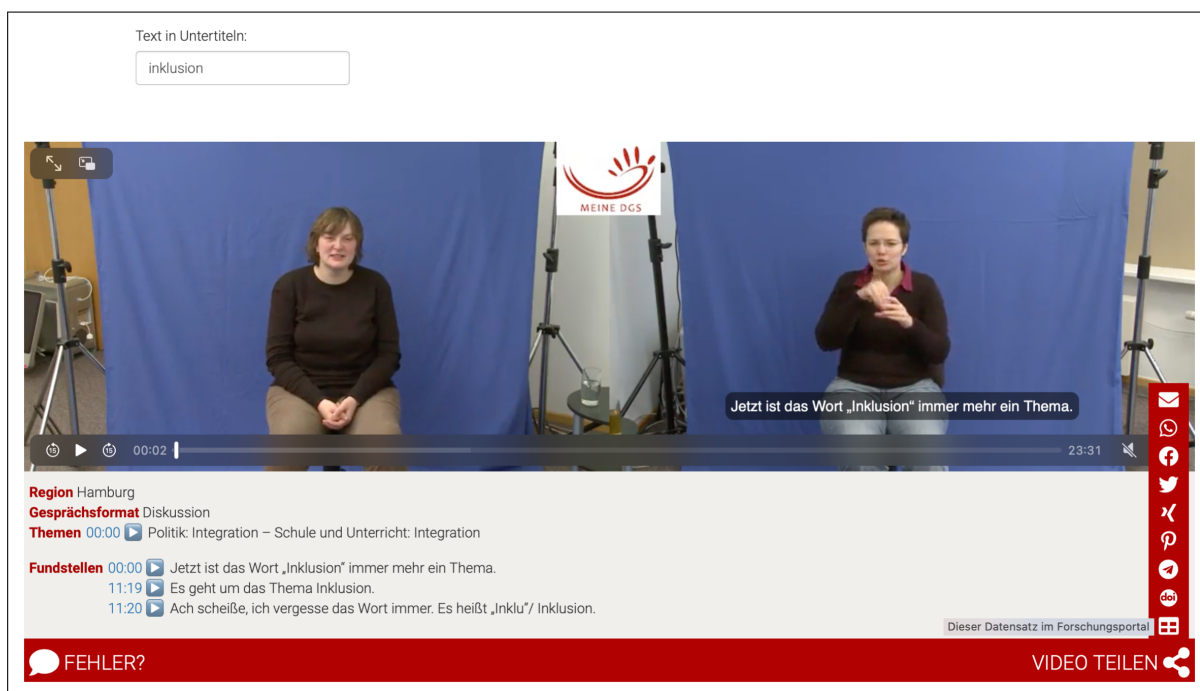 Text in Untertiteln:
inklusion
MEINE DGS
Jetzt ist das Wort „Inklusion“ immer mehr ein Thema.
15 15 00:02 23:31
Region Hamburg
Gesprächsformat Diskussion
Themen 00:00 Politik: Integration – Schule und Unterricht: Integration
Fundstellen 00:00 Jetzt ist das Wort „Inklusion“ immer mehr ein Thema.
11:19 Es geht um das Thema Inklusion.
11:20 Ach scheiße, ich vergesse das Wort immer. Es heißt „Inklu“/ Inklusion.
doi
Dieser Datensatz im Forschungsportal
FEHLER? VIDEO TEILEN